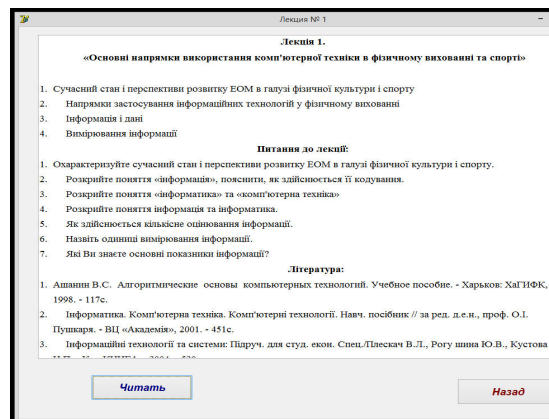 Лекция № 1
Лекція 1.
«Основні напрямки використання комп'ютерної техніки в фізичному вихованні та спорті»
1. Сучасний стан і перспективи розвитку ЕОМ в галузі фізичної культури і спорту
2. Напрямки застосування інформаційних технологій у фізичному вихованні
3. Інформація і дані
4. Вимірювання інформації
Питання до лекції:
1. Охарактеризуйте сучасний стан і перспективи розвитку ЕОМ в галузі фізичної культури і спорту.
2. Розкрийте поняття «інформація», пояснити, як здійснюється її кодування.
3. Розкрийте поняття «інформатика» та «комп'ютерна техніка»
4. Розкрийте поняття інформація та інформатика.
5. Як здійснюється кількісне оцінювання інформації.
6. Назвіть одиниці вимірювання інформації.
7. Які Ви знаєте основні показники інформації?
Література:
1. Ашанин В.С. Алгоритмические основы компьютерных технологий. Учебное пособие. - Харьков: ХаГИФК,
1998. - 117с.
2. Інформатика. Комп'ютерна техніка. Комп'ютерні технології. Навч. посібник // за ред. д.е.н., проф. О.І.
Пушкаря. - ВЦ «Академія», 2001. - 451с.
3. Інформаційні технології та системи: Підруч. для студ. екон. Спец./Плескач В.Л., Рогу шина Ю.В., Кустова
Читать
Назад